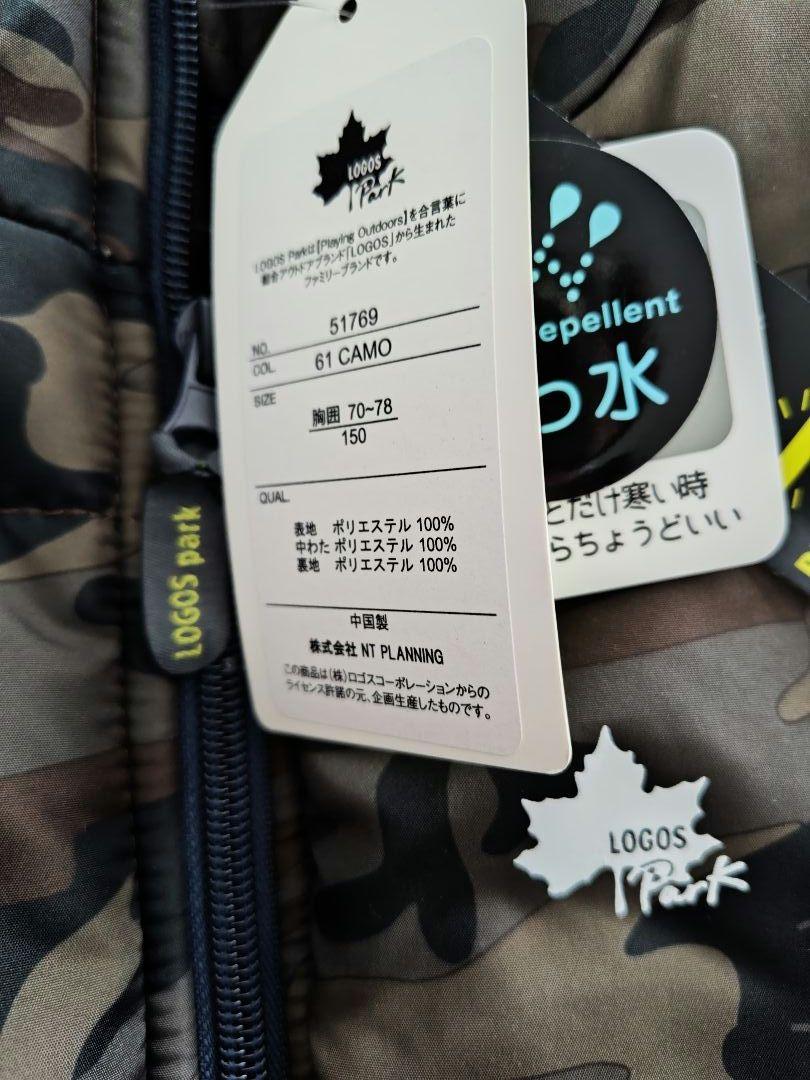 LOGOS
Park
LOGOS Parkは[Playing Outdoors]を合言葉に
総合アウトドアブランド「LOGOS」から生まれた
ファミリーブランドです。
NO. 51769
COL. 61 CAMO
SIZE
胸囲 70~78
150
QUAL.
表地 ポリエステル 100%
中わた ポリエステル 100%
裏地 ポリエステル 100%
中国製
株式会社 NT PLANNING
この商品は(株)ロゴスコーポレーションからの
ライセンス許諾の元、企画生産したものです。
epellent
つ水
とだけ寒い時
らちょうどいい
LOGOS park
LOGOS
Park